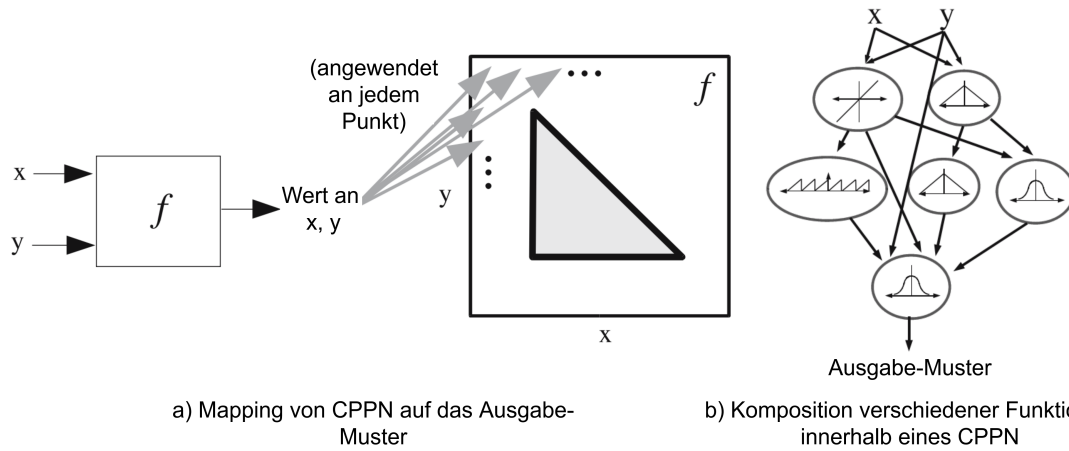 x
y
f
Wert an
x, y
(angewendet
an jedem
Punkt)
f
y
x
a) Mapping von CPPN auf das Ausgabe-
Muster
x y
Ausgabe-Muster
b) Komposition verschiedener Funktio
innerhalb eines CPPN